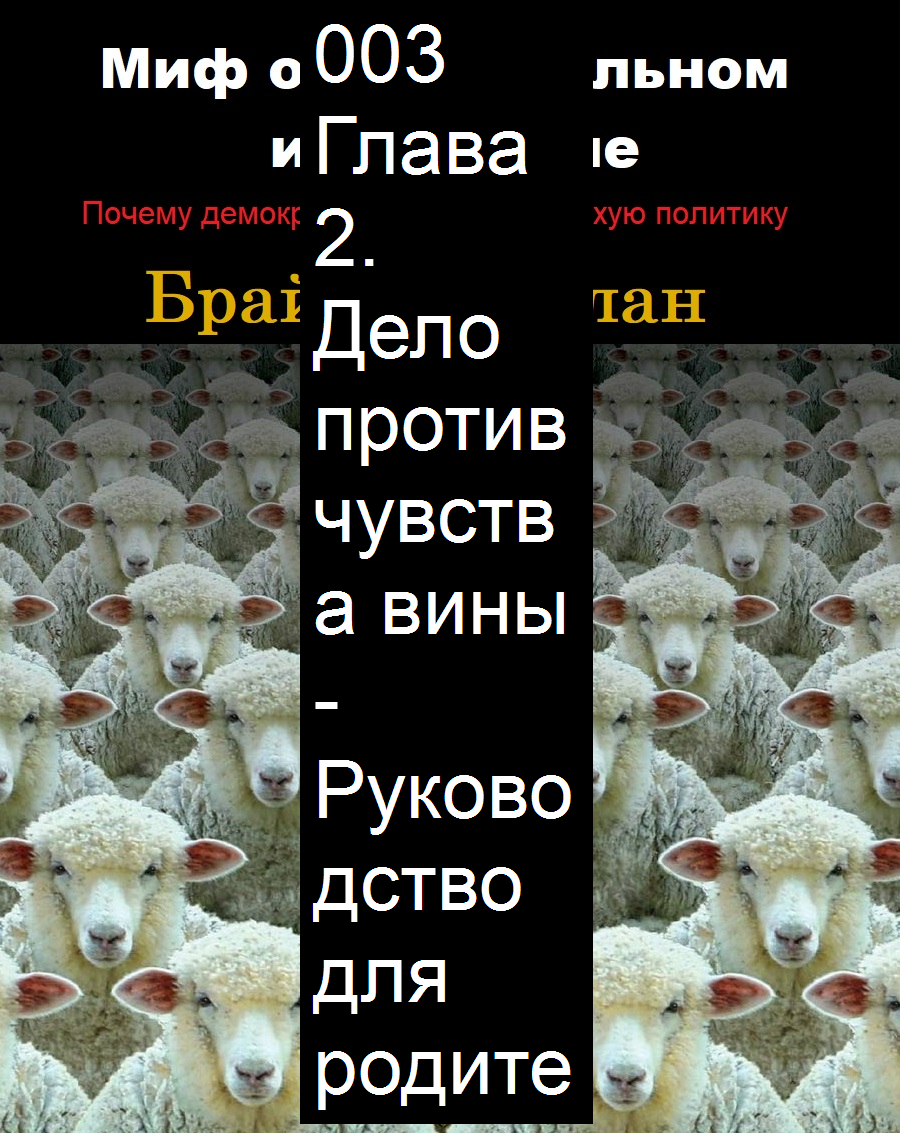 Миф о льном
и ие
Почему демокр хую политику
Брай лан
003
Глава
2.
Дело
против
чувств
а вины
-
Руково
дство
для
родите